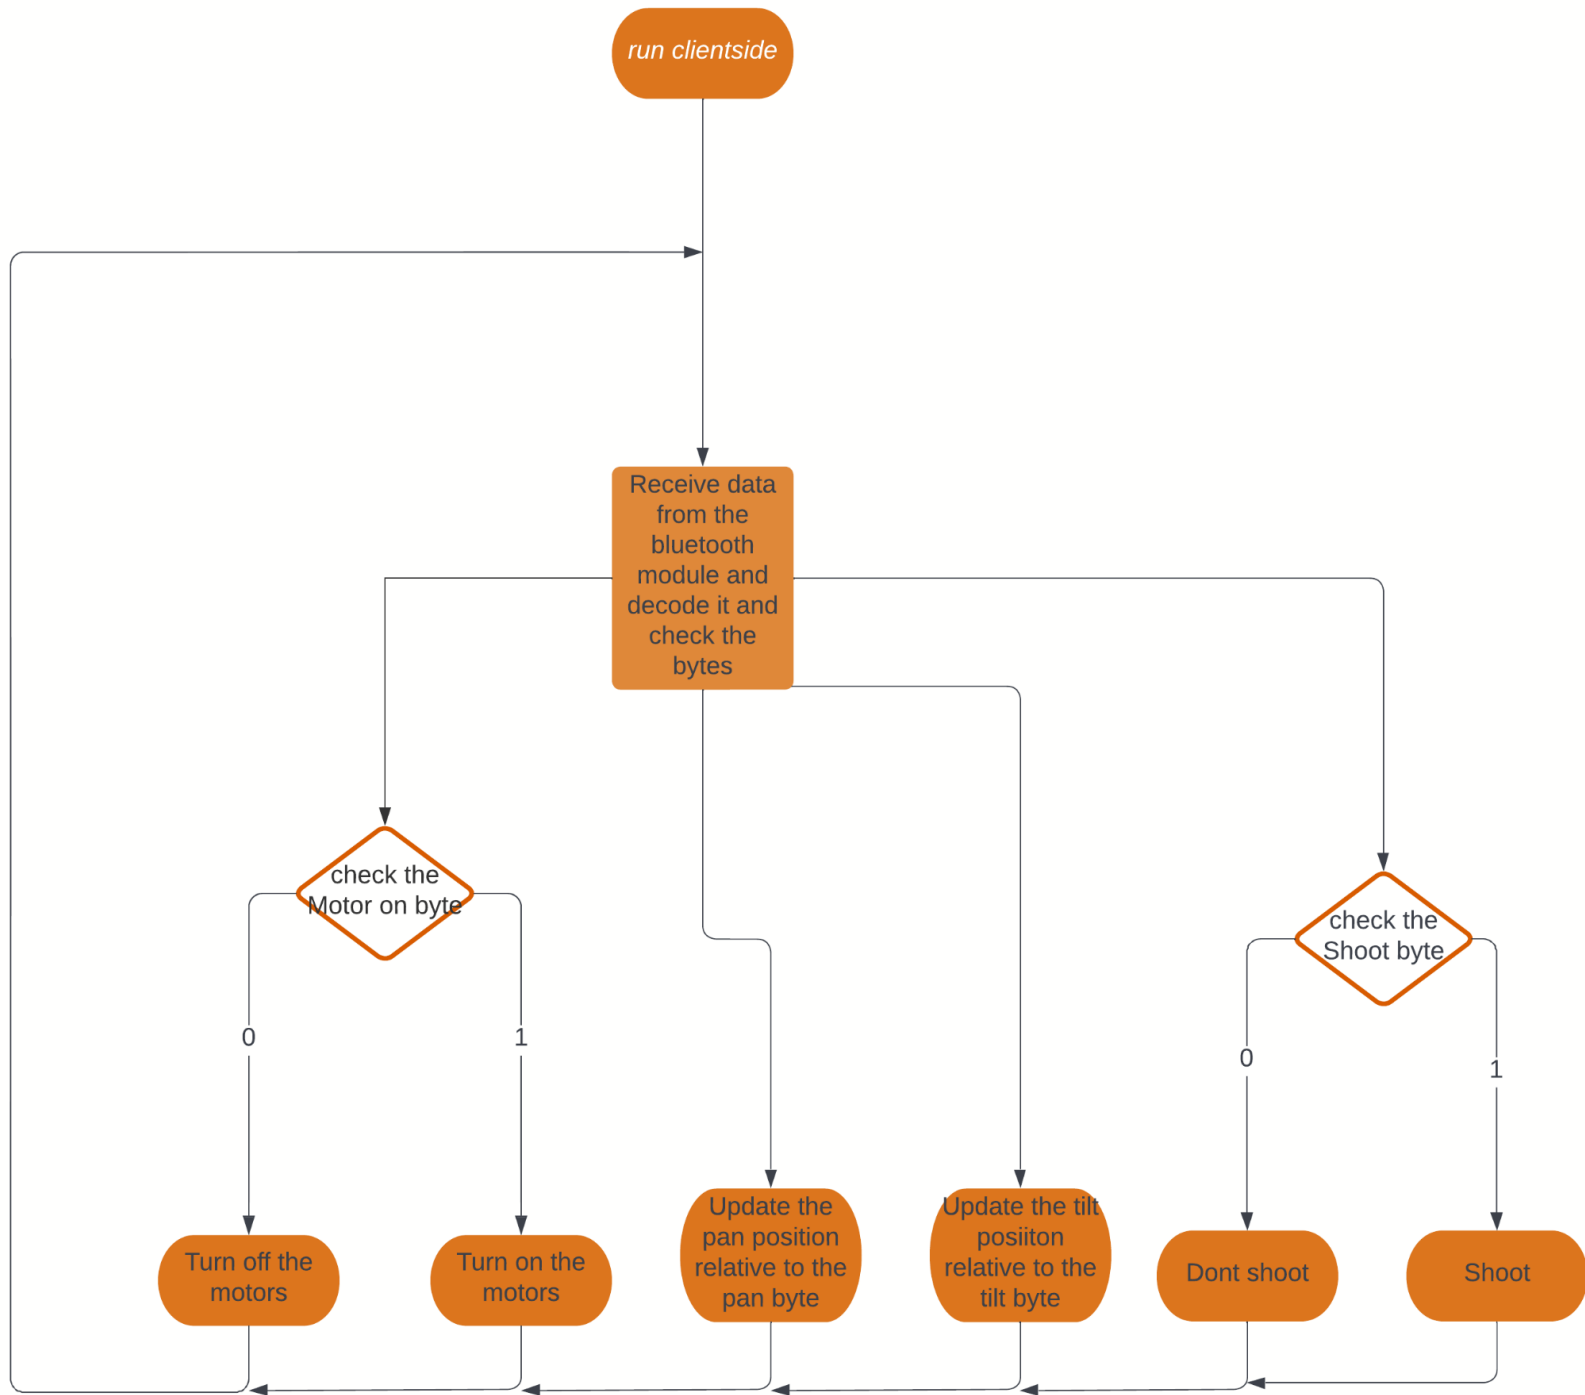 run clientside
Receive data
from the
bluetooth
module and
decode it and
check the
bytes
check the
Motor on byte
check the
Shoot byte
0
1
0
1
Update the
pan position
relative to the
pan byte
Update the tilt
posiiton
relative to the
tilt byte
Turn off the
motors
Turn on the
motors
Dont shoot
Shoot